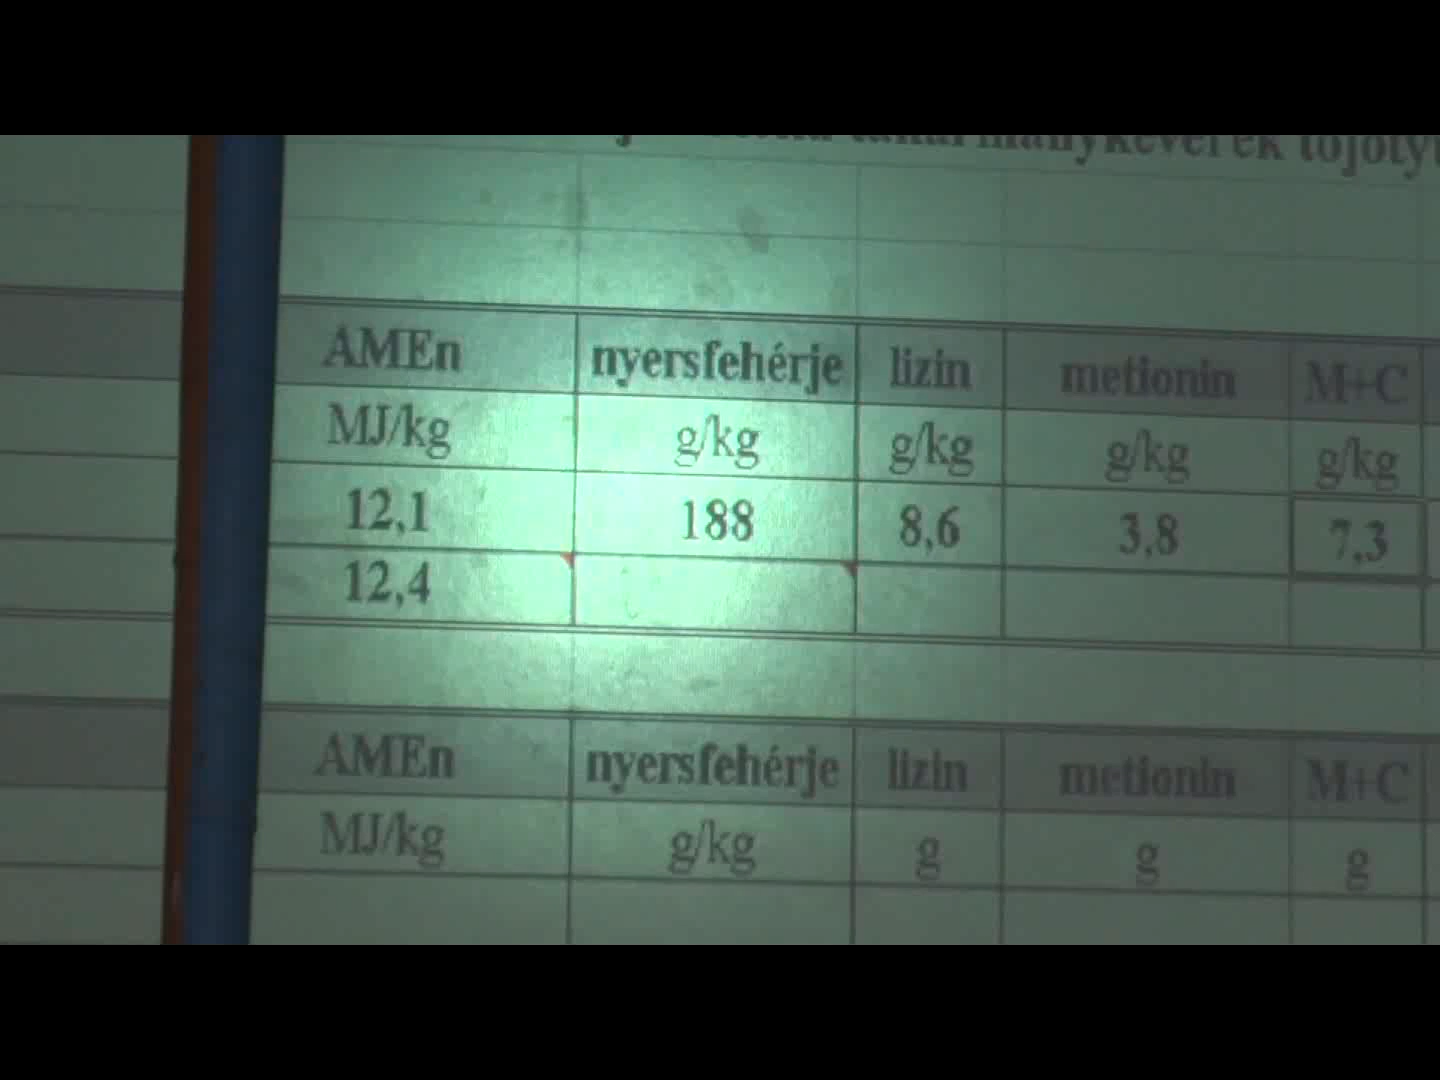 takarmánykeverék
AMEn nyersfehérje lizin metionin M+C
MJ/kg g/kg g/kg g/kg g/kg
12,1 188 8,6 3,8 7,3
12,4
AMEn nyersfehérje lizin metionin M+C
MJ/kg g/kg g g g